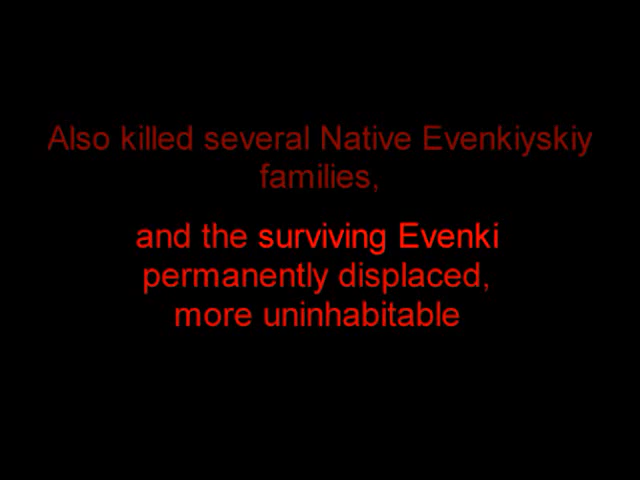 Also killed several Native Evenkiyskiy
families,
and the surviving Evenki
permanently displaced,
more uninhabitable